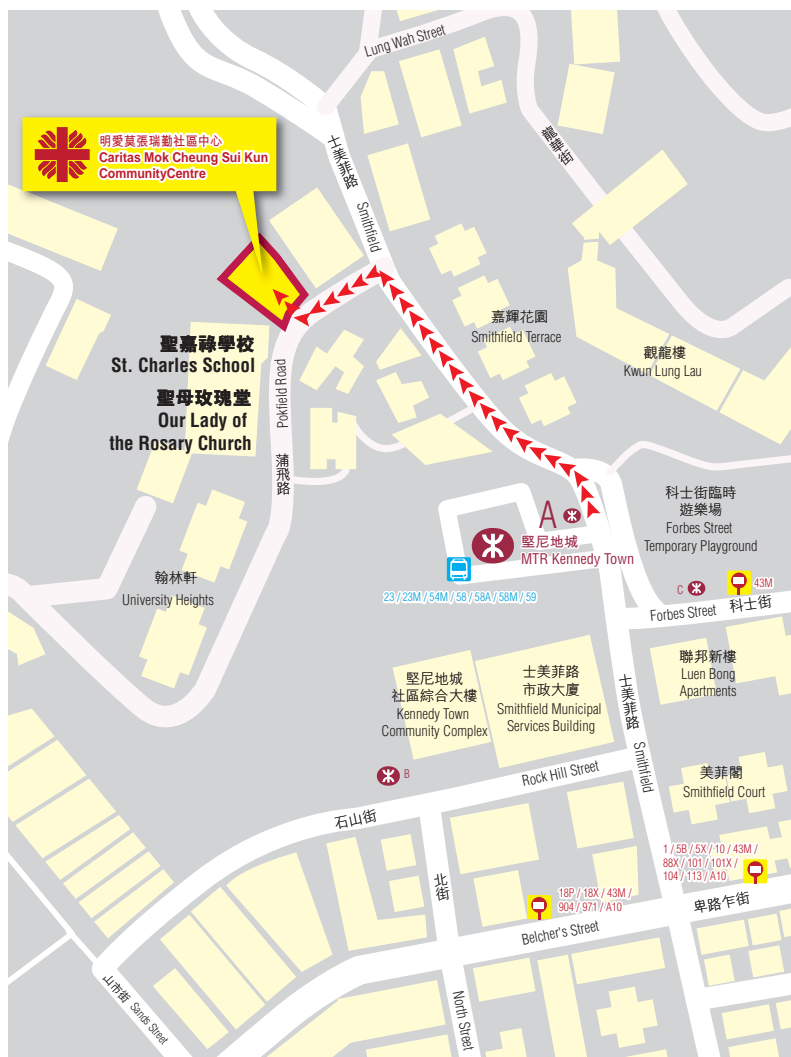 Lung Wah Street
龍華街
明愛莫張瑞勤社區中心
Caritas Mok Cheung Sui Kun
CommunityCentre
士美菲路
Smithfield
嘉輝花園
Smithfield Terrace
觀龍樓
Kwun Lung Lau
聖嘉祿學校
St. Charles School
聖母玫瑰堂
Our Lady of
the Rosary Church
Pokfield Road
蒲飛路
翰林軒
University Heights
A
堅尼地城
MTR Kennedy Town
23 / 23M / 54M / 58 / 58A / 58M / 59
科士街臨時
遊樂場
Forbes Street
Temporary Playground
C
43M
Forbes Street
科士街
堅尼地城
社區綜合大樓
Kennedy Town
Community Complex
士美菲路
市政大廈
Smithfield Municipal
Services Building
士美菲路
Smithfield
聯邦新樓
Luen Bong
Apartments
B
Rock Hill Street
石山街
美菲閣
Smithfield Court
1 / 5B / 5X / 10 / 43M /
88X / 101 / 101X /
104 / 113 / A10
北街
18P / 18X / 43M /
904 / 971 / A10
卑路乍街
Belcher's Street
山市街 Sands Street
North Street